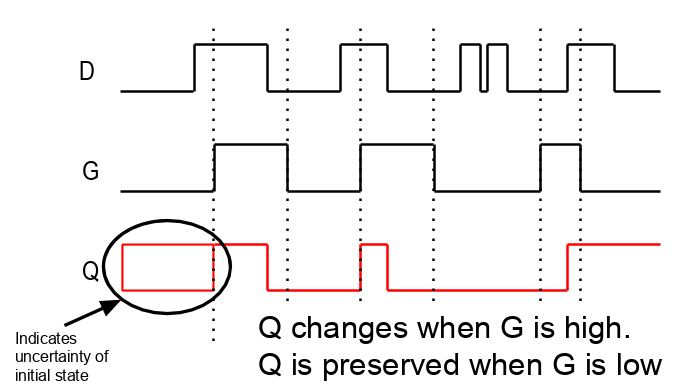 D
G
Q
Q changes when G is high.
Q is preserved when G is low
Indicates
uncertainty of
initial state